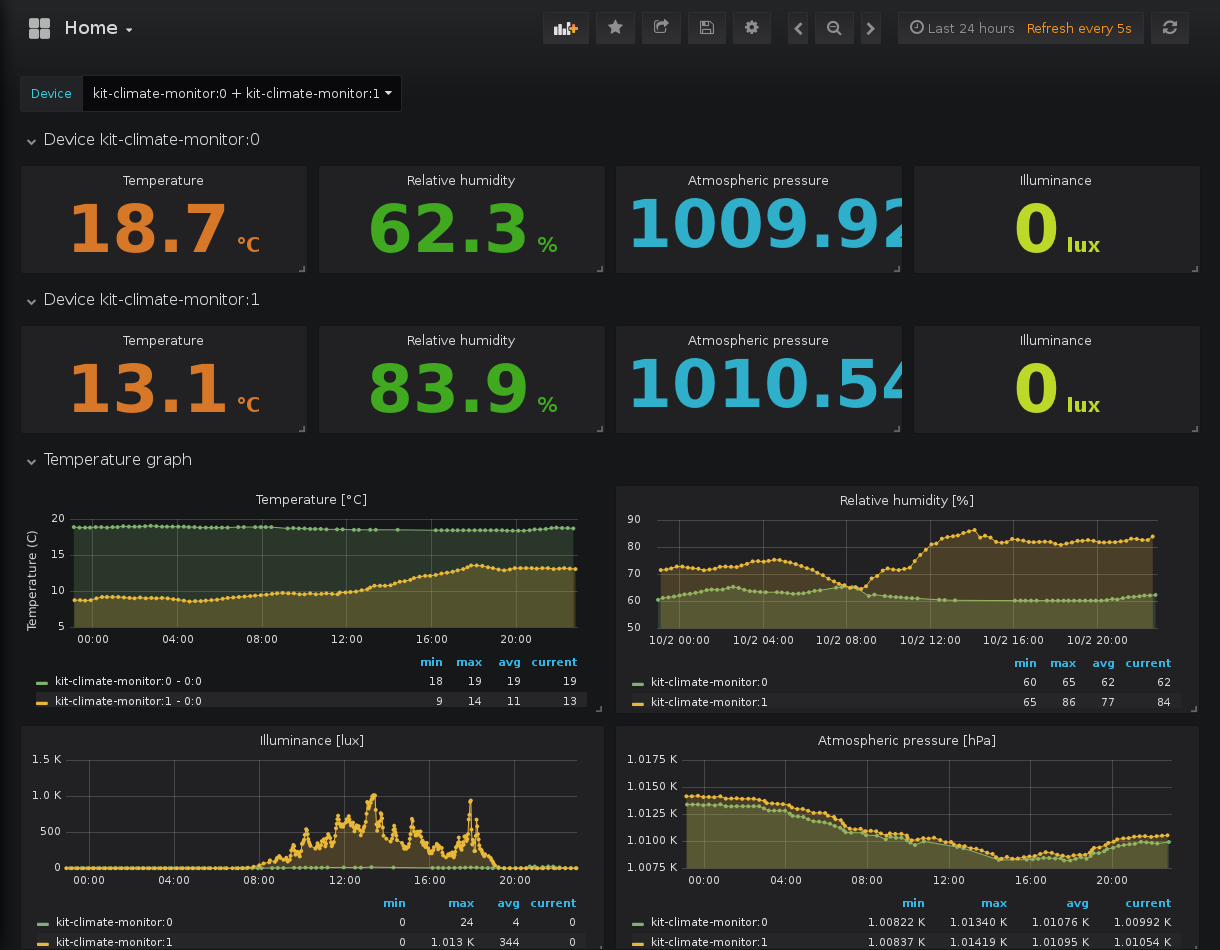 Home
Last 24 hours Refresh every 5s
Device kit-climate-monitor:0 + kit-climate-monitor:1
Device kit-climate-monitor:0
Temperature Relative humidity Atmospheric pressure Illuminance
18.7 °C 62.3 % 1009.92 0 lux
Device kit-climate-monitor:1
Temperature Relative humidity Atmospheric pressure Illuminance
13.1 °C 83.9 % 1010.54 0 lux
Temperature graph
Temperature [°C]
Temperature (C)
20
15
10
5
00:00 04:00 08:00 12:00 16:00 20:00
min max avg current
kit-climate-monitor:0 - 0:0 18 19 19 19
kit-climate-monitor:1 - 0:0 9 14 11 13
Relative humidity [%]
90
80
70
60
50
10/2 00:00 10/2 04:00 10/2 08:00 10/2 12:00 10/2 16:00 10/2 20:00
min max avg current
kit-climate-monitor:0 60 65 62 62
kit-climate-monitor:1 65 86 77 84
Illuminance [lux]
1.5 K
1.0 K
500
0
00:00 04:00 08:00 12:00 16:00 20:00
min max avg current
kit-climate-monitor:0 0 24 4 0
kit-climate-monitor:1 0 1.013 K 344 0
Atmospheric pressure [hPa]
1.0175 K
1.0150 K
1.0125 K
1.0100 K
1.0075 K
00:00 04:00 08:00 12:00 16:00 20:00
min max avg current
kit-climate-monitor:0 1.00822 K 1.01340 K 1.01076 K 1.00992 K
kit-climate-monitor:1 1.00837 K 1.01419 K 1.01095 K 1.01054 K